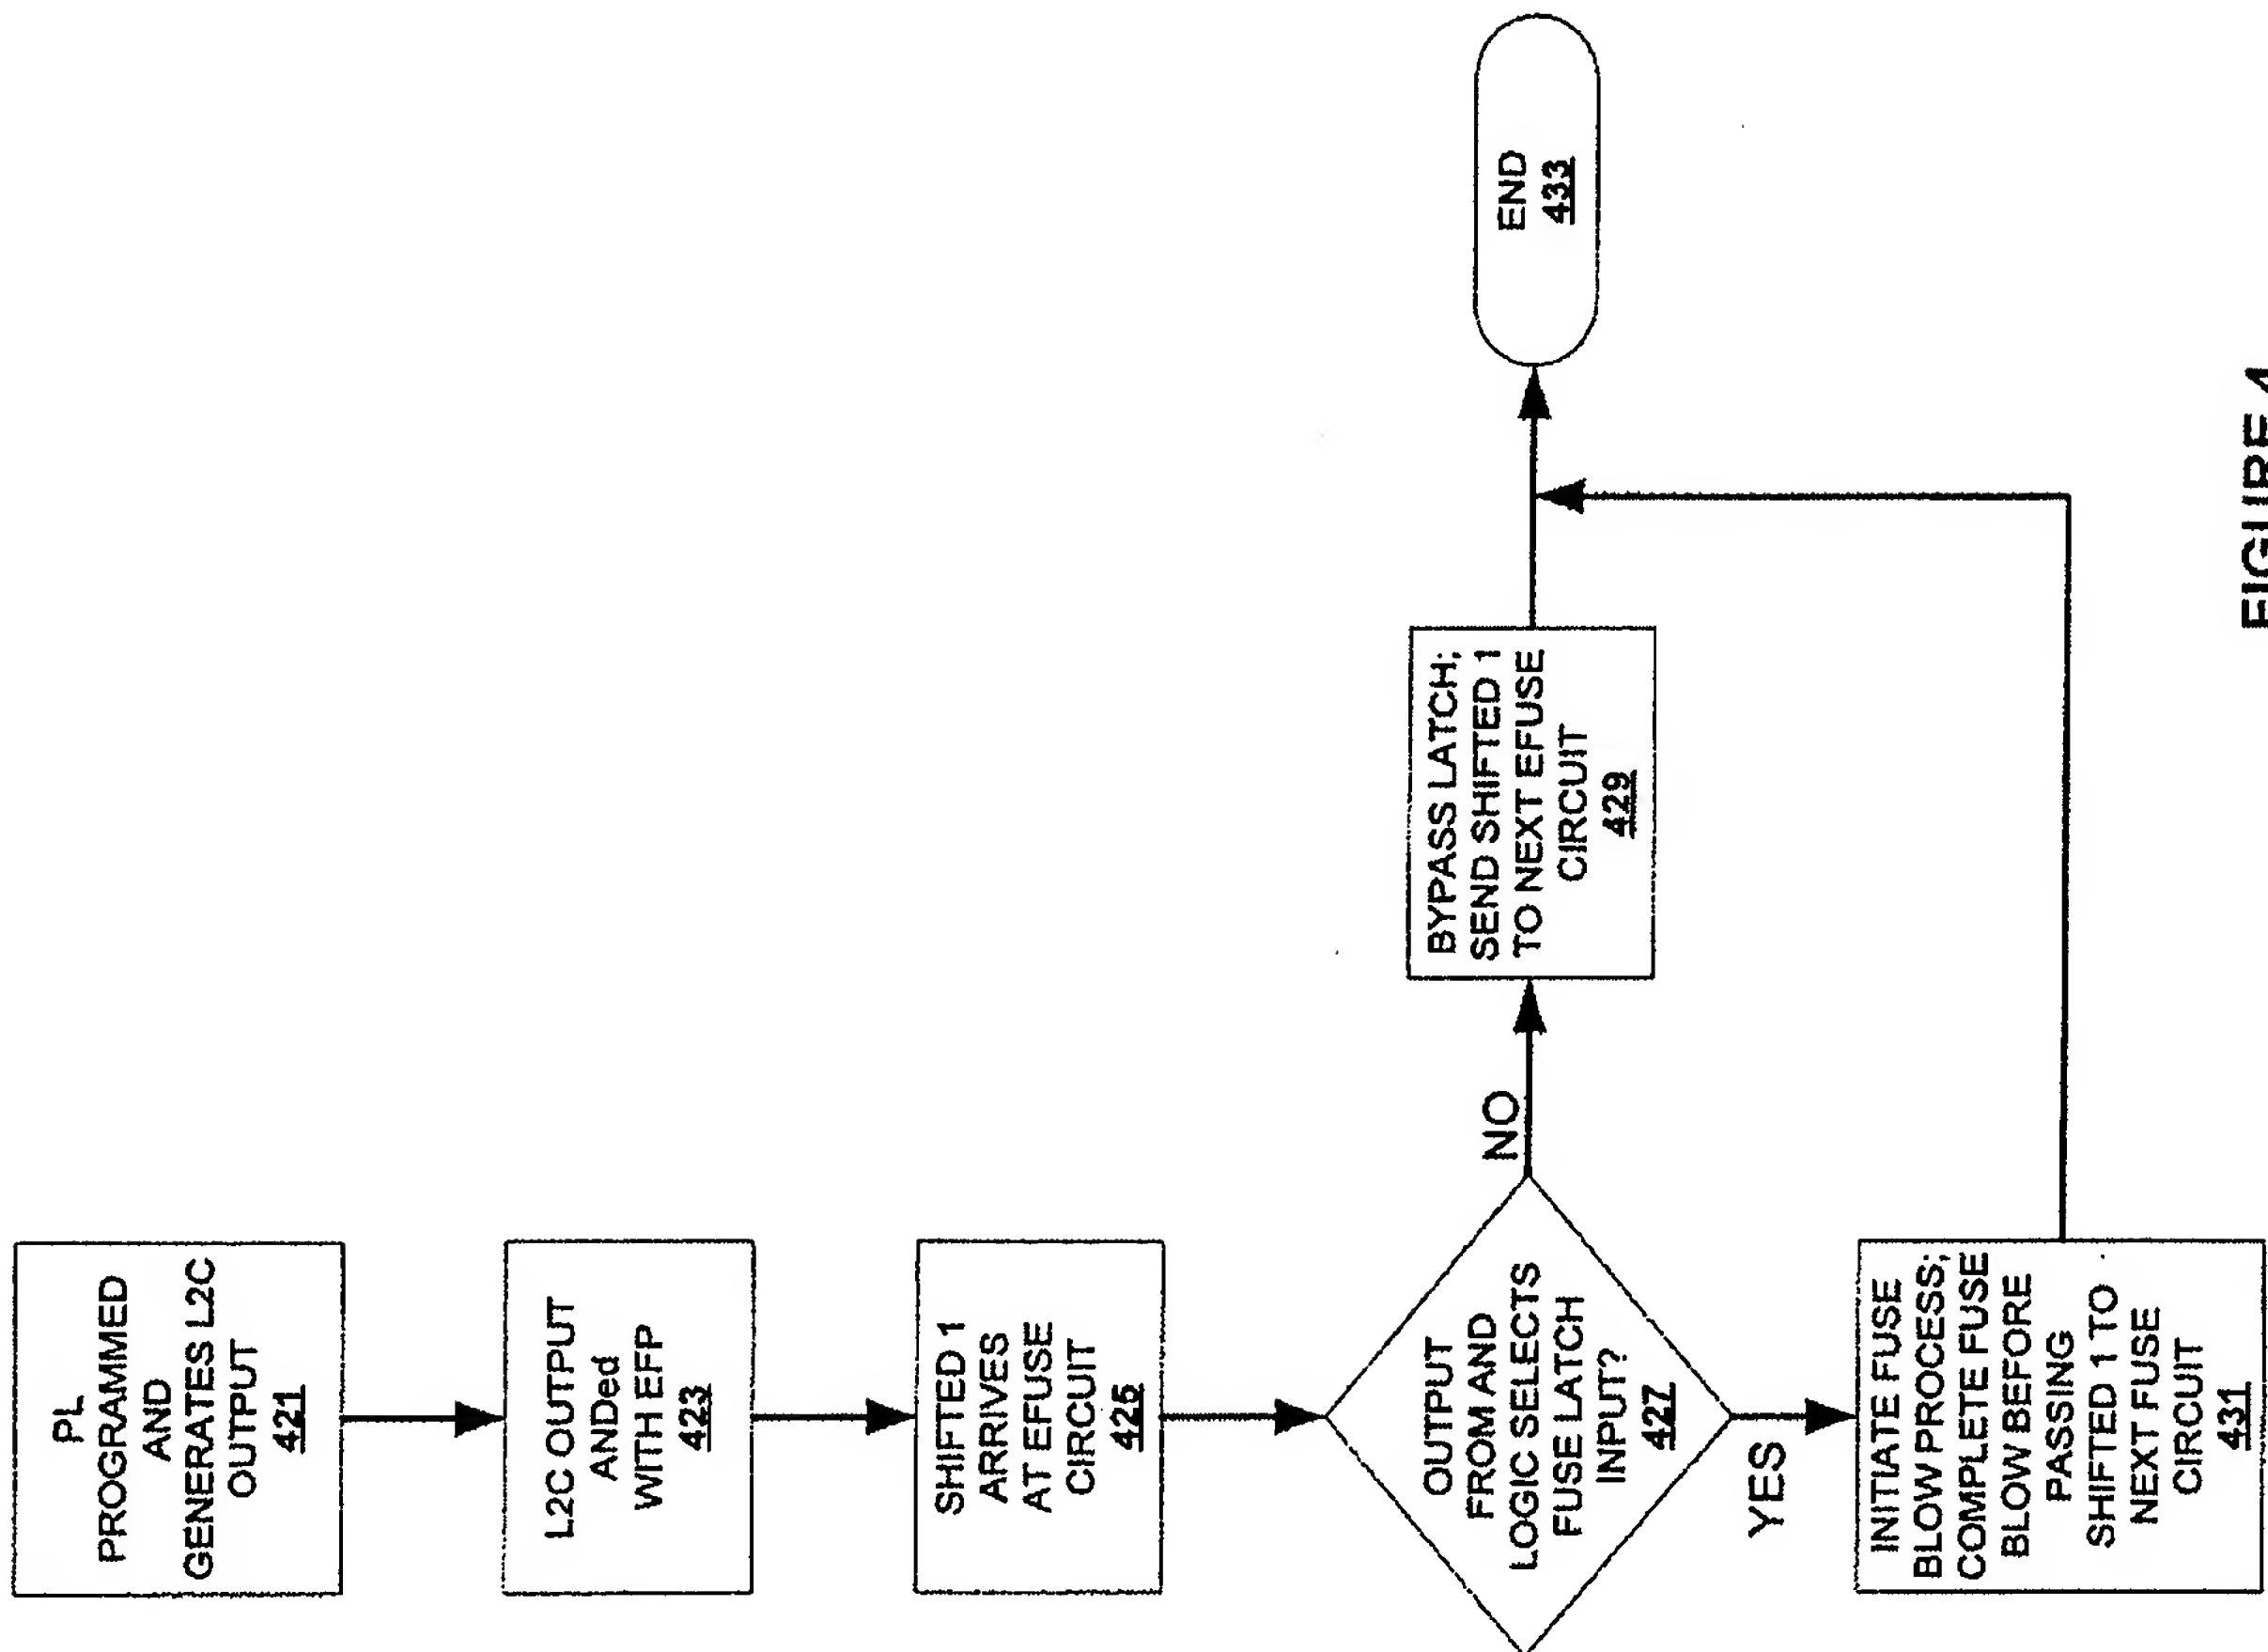 PL
PROGRAMMED
AND
GENERATES L2C
OUTPUT
421
L2C OUTPUT
ANDed
WITH EFP
423
SHIFTED 1
ARRIVES
AT EFUSE
CIRCUIT
425
OUTPUT
FROM AND
LOGIC SELECTS
FUSE LATCH
INPUT?
427
NO
BYPASS LATCH;
SEND SHIFTED 1
TO NEXT EFUSE
CIRCUIT
429
END
433
YES
INITIATE FUSE
BLOW PROCESS;
COMPLETE FUSE
BLOW BEFORE
PASSING
SHIFTED 1 TO
NEXT FUSE
CIRCUIT
431
FIGURE 4